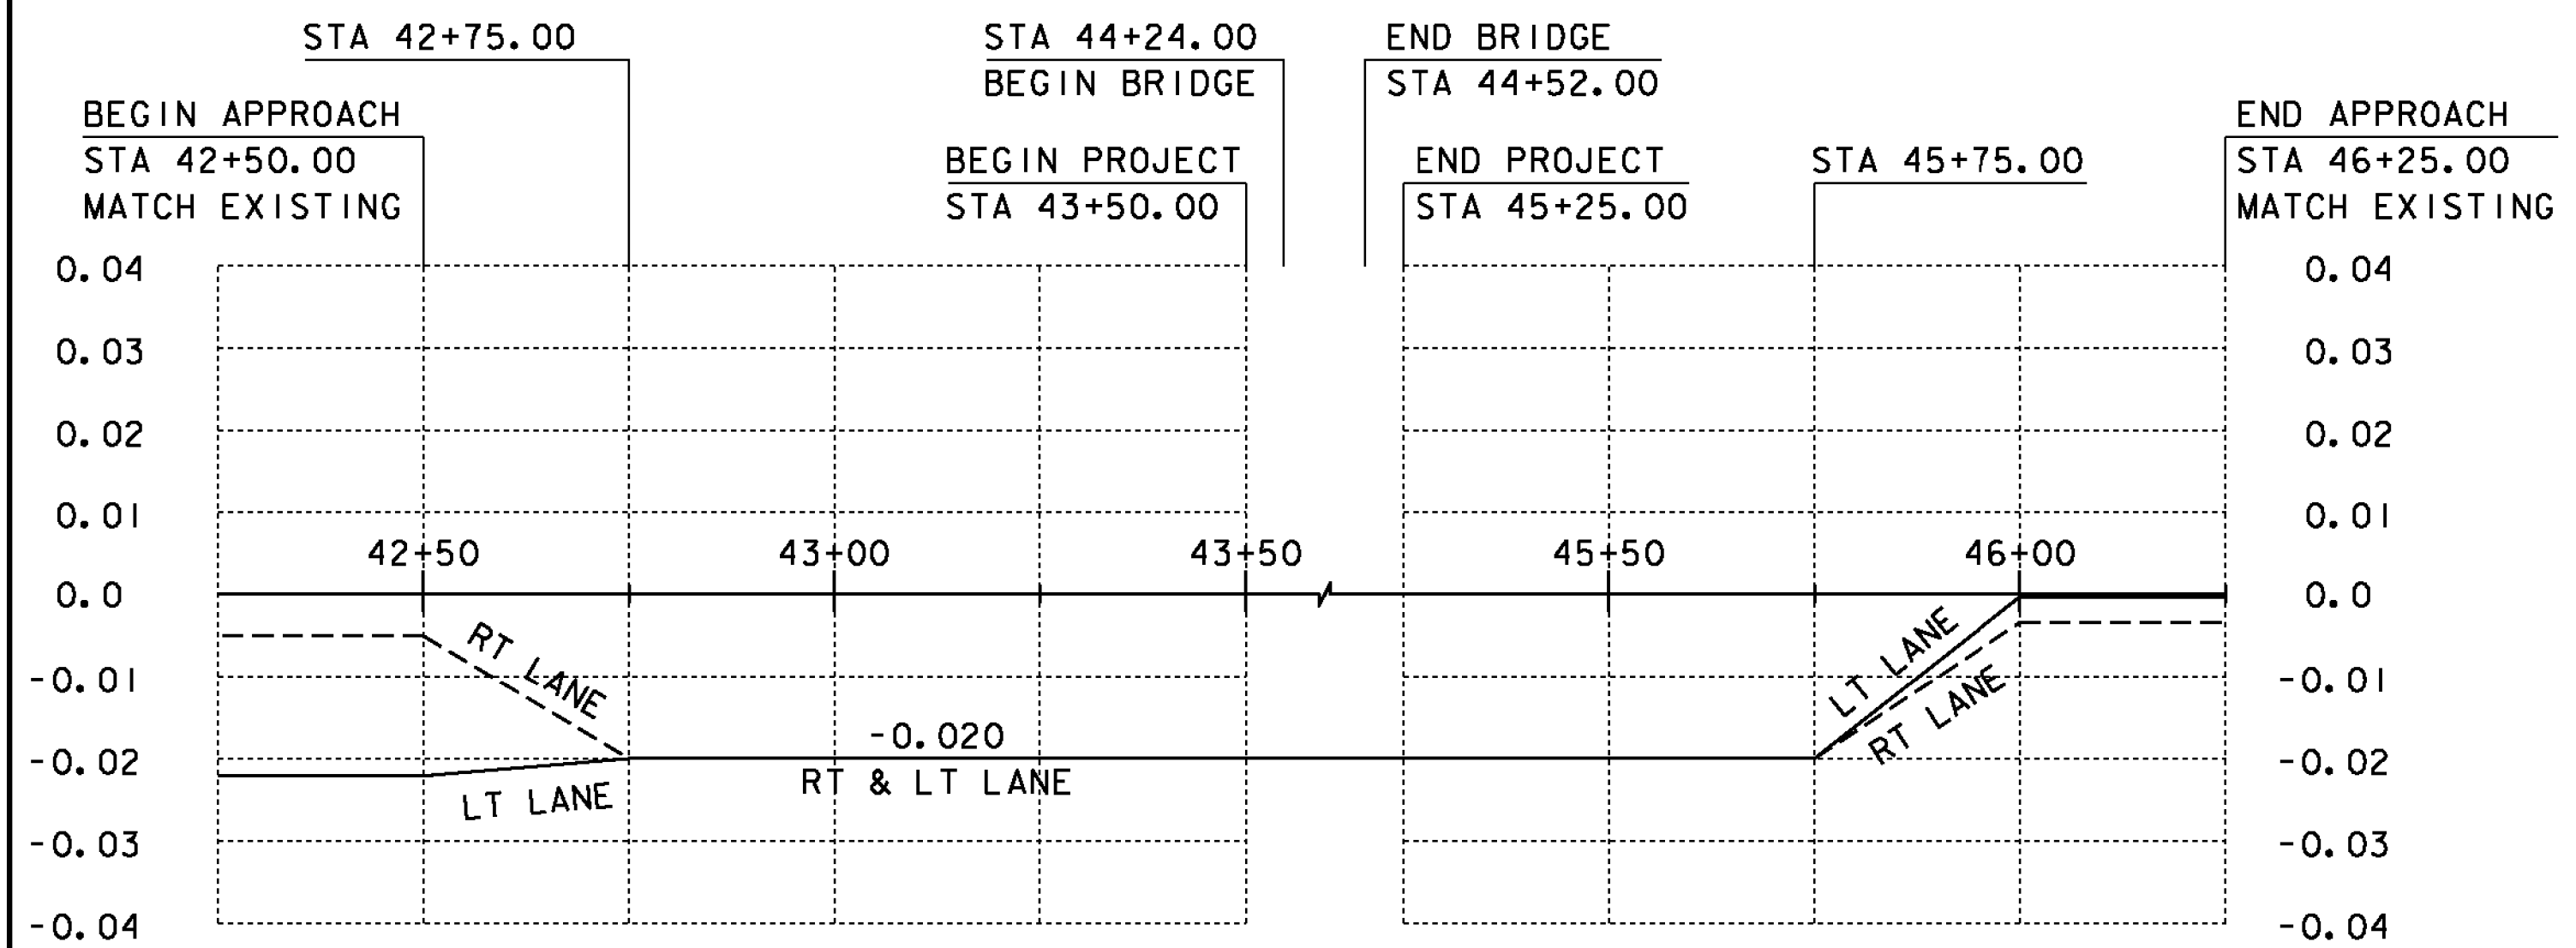 STA 42+75.00
STA 44+24.00
BEGIN BRIDGE
END BRIDGE
STA 44+52.00
BEGIN APPROACH
STA 42+50.00
MATCH EXISTING
BEGIN PROJECT
STA 43+50.00
END PROJECT
STA 45+25.00
STA 45+75.00
END APPROACH
STA 46+25.00
MATCH EXISTING
0.04 0.04
0.03 0.03
0.02 0.02
0.01 0.01
42+50 43+00 43+50 45+50 46+00
0.0 0.0
RT LANE
LT LANE
-0.01 -0.01
RT LANE
-0.020
-0.02 -0.02
RT & LT LANE
LT LANE
-0.03 -0.03
-0.04 -0.04